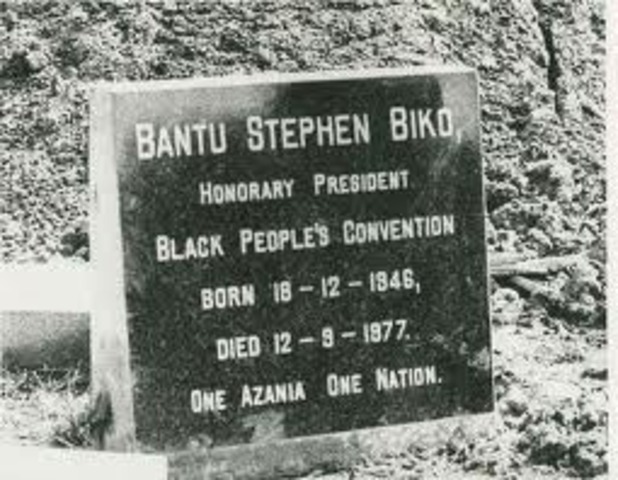 BANTU STEPHEN BIKO,
HONORARY PRESIDENT
BLACK PEOPLE'S CONVENTION
BORN 18 – 12 – 1946,
DIED 12 – 9 – 1977.
ONE AZANIA ONE NATION.